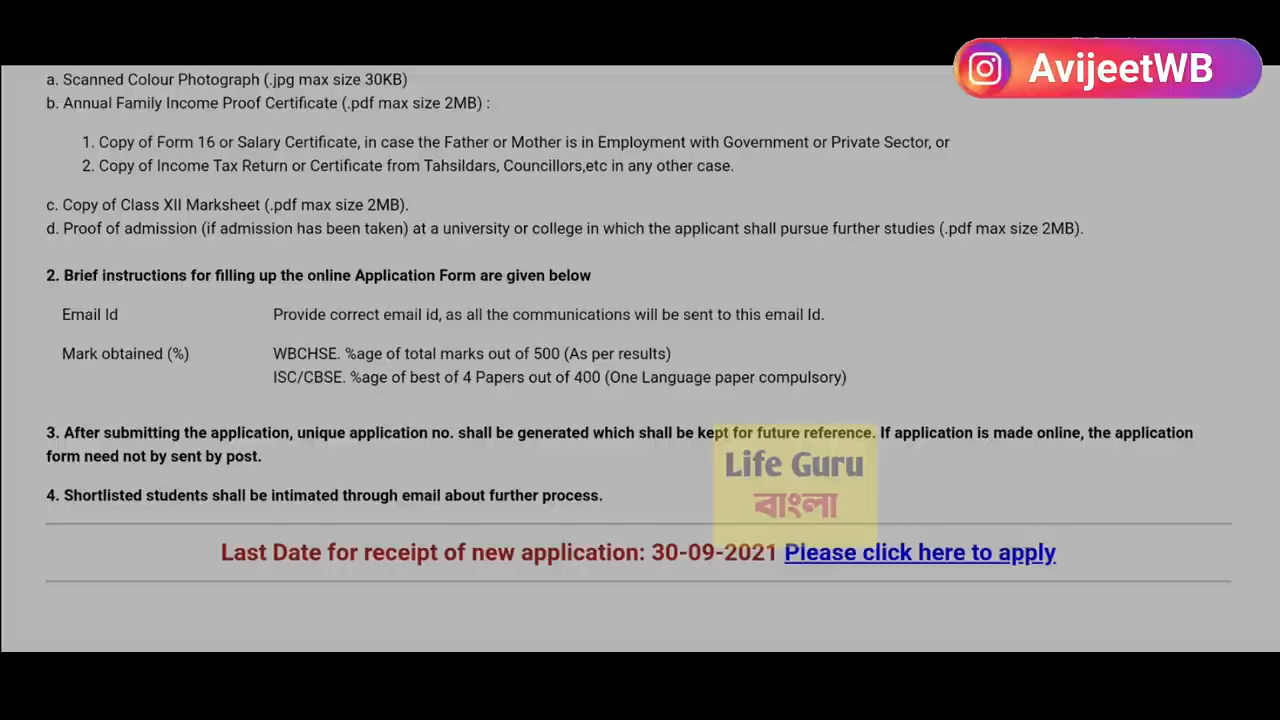 AvijeetWB
a. Scanned Colour Photograph (.jpg max size 30KB)
b. Annual Family Income Proof Certificate (.pdf max size 2MB) :
1. Copy of Form 16 or Salary Certificate, in case the Father or Mother is in Employment with Government or Private Sector, or
2. Copy of Income Tax Return or Certificate from Tahsildars, Councillors,etc in any other case.
c. Copy of Class XII Marksheet (.pdf max size 2MB).
d. Proof of admission (if admission has been taken) at a university or college in which the applicant shall pursue further studies (.pdf max size 2MB).
2. Brief instructions for filling up the online Application Form are given below
Email Id Provide correct email id, as all the communications will be sent to this email Id.
Mark obtained (%) WBCHSE. %age of total marks out of 500 (As per results)
ISC/CBSE. %age of best of 4 Papers out of 400 (One Language paper compulsory)
3. After submitting the application, unique application no. shall be generated which shall be kept for future reference. If application is made online, the application
form need not by sent by post.
Life Guru
বাংলা
4. Shortlisted students shall be intimated through email about further process.
Last Date for receipt of new application: 30-09-2021 Please click here to apply